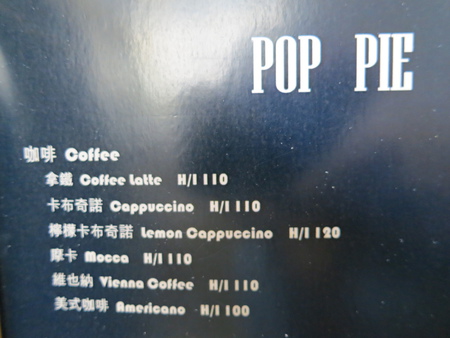 POP PIE
咖啡 Coffee
拿鐵 Coffee Latte H/I 110
卡布奇諾 Cappuccino H/I 110
檸檬卡布奇諾 Lemon Cappuccino H/I 120
摩卡 Mocca H/I 110
維也納 Vienna Coffee H/I 110
美式咖啡 Americano H/I 100